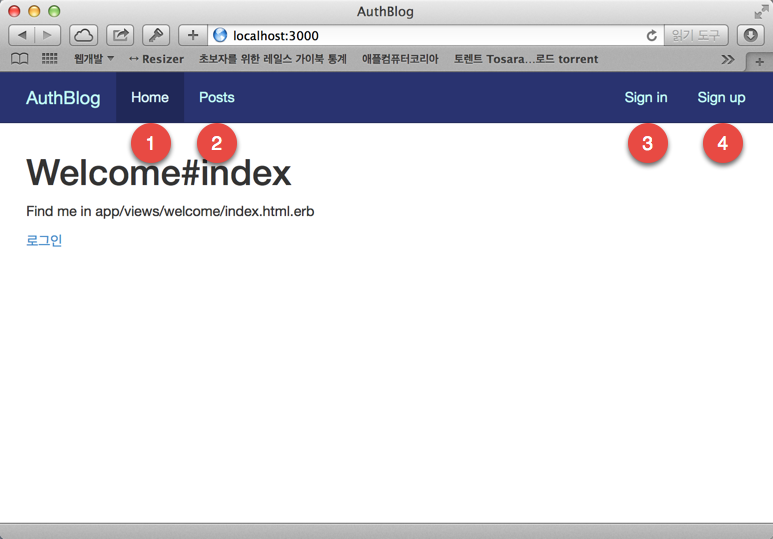 AuthBlog
localhost:3000
읽기 도구
웹개발 Resizer 초보자를 위한 레일스 가이북 통계 애플컴퓨터코리아 토렌트 Tosara...로드 torrent
AuthBlog Home Posts Sign in Sign up
1 2 3 4
Welcome#index
Find me in app/views/welcome/index.html.erb
로그인